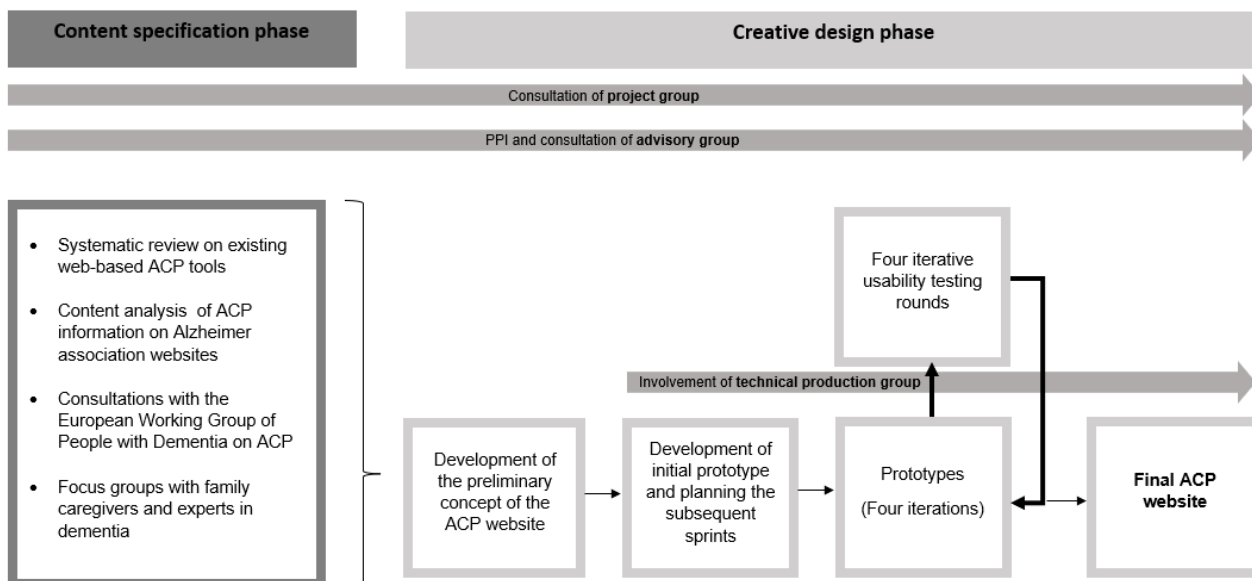 Content specification phase
Creative design phase
Consultation of project group
PPI and consultation of advisory group
• Systematic review on existing
web-based ACP tools
• Content analysis of ACP
information on Alzheimer
association websites
• Consultations with the
European Working Group of
People with Dementia on ACP
• Focus groups with family
caregivers and experts in
dementia
Four iterative
usability testing
rounds
Involvement of technical production group
Development of
the preliminary
concept of the
ACP website
Development of
initial prototype
and planning the
subsequent
sprints
Prototypes
(Four iterations)
Final ACP
website